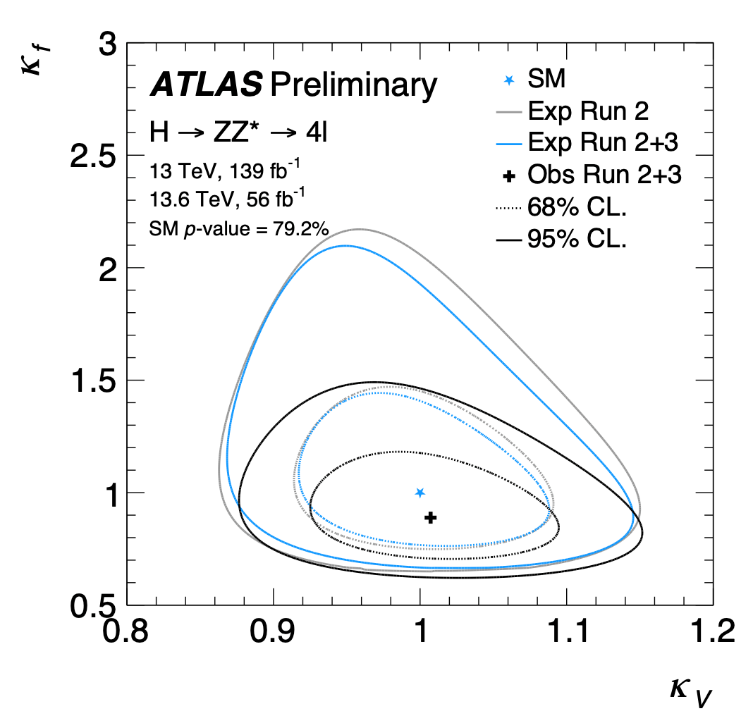 κ_f
3
ATLAS Preliminary
H → ZZ* → 4l
13 TeV, 139 fb⁻¹
13.6 TeV, 56 fb⁻¹
SM p-value = 79.2%
SM
Exp Run 2
Exp Run 2+3
Obs Run 2+3
68% CL.
95% CL.
2.5
2
1.5
1
0.5
0.8 0.9 1 1.1 1.2
κ_V